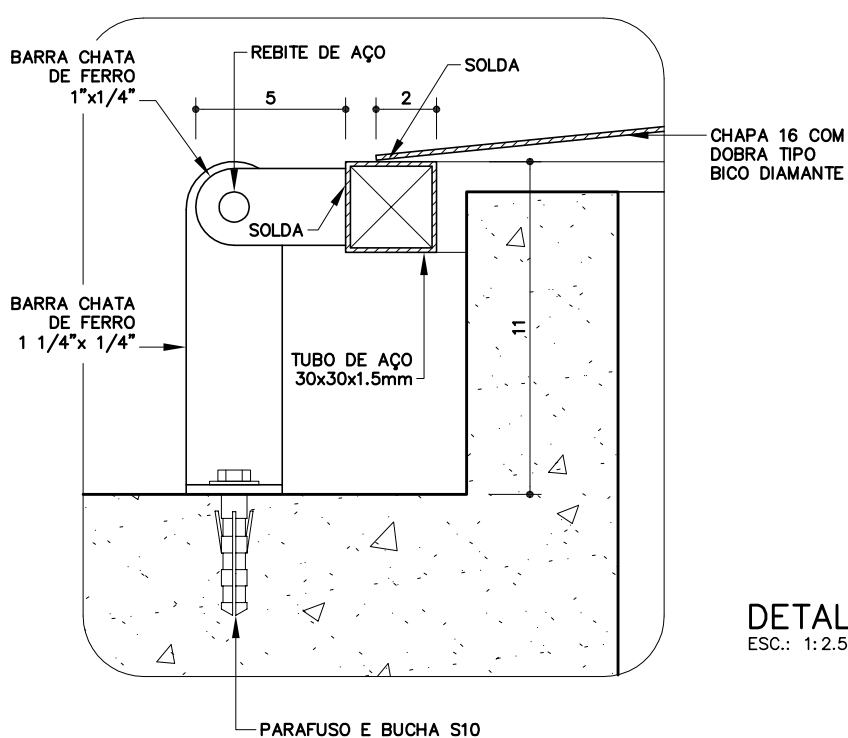 BARRA CHATA
DE FERRO
1"x1/4"
REBITE DE AÇO
SOLDA
5
2
CHAPA 16 COM
DOBRA TIPO
BICO DIAMANTE
SOLDA
BARRA CHATA
DE FERRO
1 1/4"x 1/4"
11
TUBO DE AÇO
30x30x1.5mm
DETAL
ESC.: 1:2.5
PARAFUSO E BUCHA S10